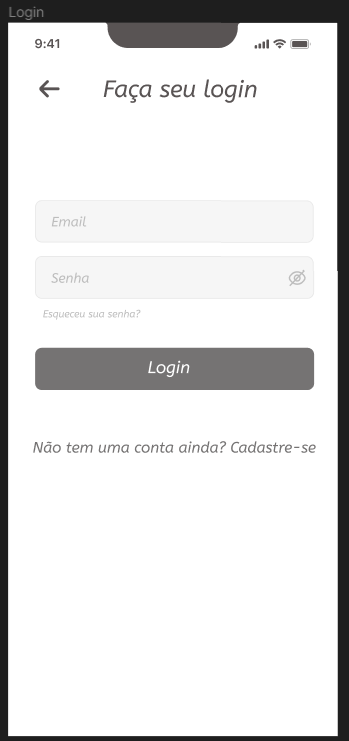 Login
9:41
Faça seu login
Email
Senha
Esqueceu sua senha?
Login
Não tem uma conta ainda? Cadastre-se